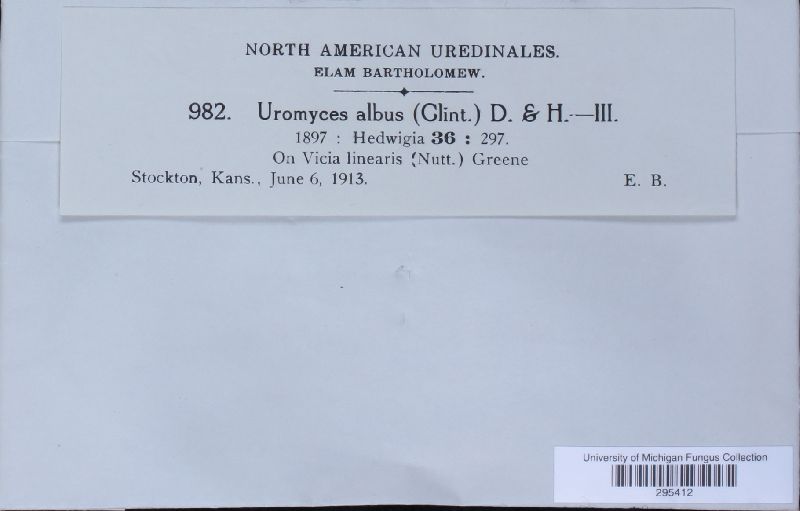 NORTH AMERICAN UREDINALES.
ELAM BARTHOLOMEW.
982. Uromyces albus (Clint.) D. & H.—III.
1897 : Hedwigia 36 : 297.
On Vicia linearis (Nutt.) Greene
Stockton, Kans., June 6, 1913. E. B.
University of Michigan Fungus Collection
295412